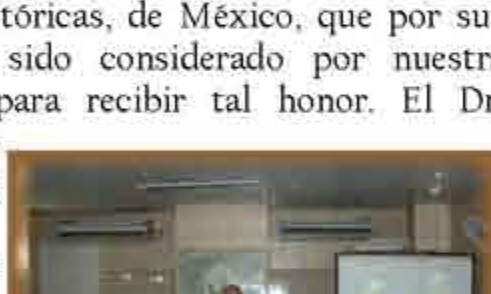 tóricas, de México, que por su
sido considerado por nuestr
para recibir tal honor. El Dr